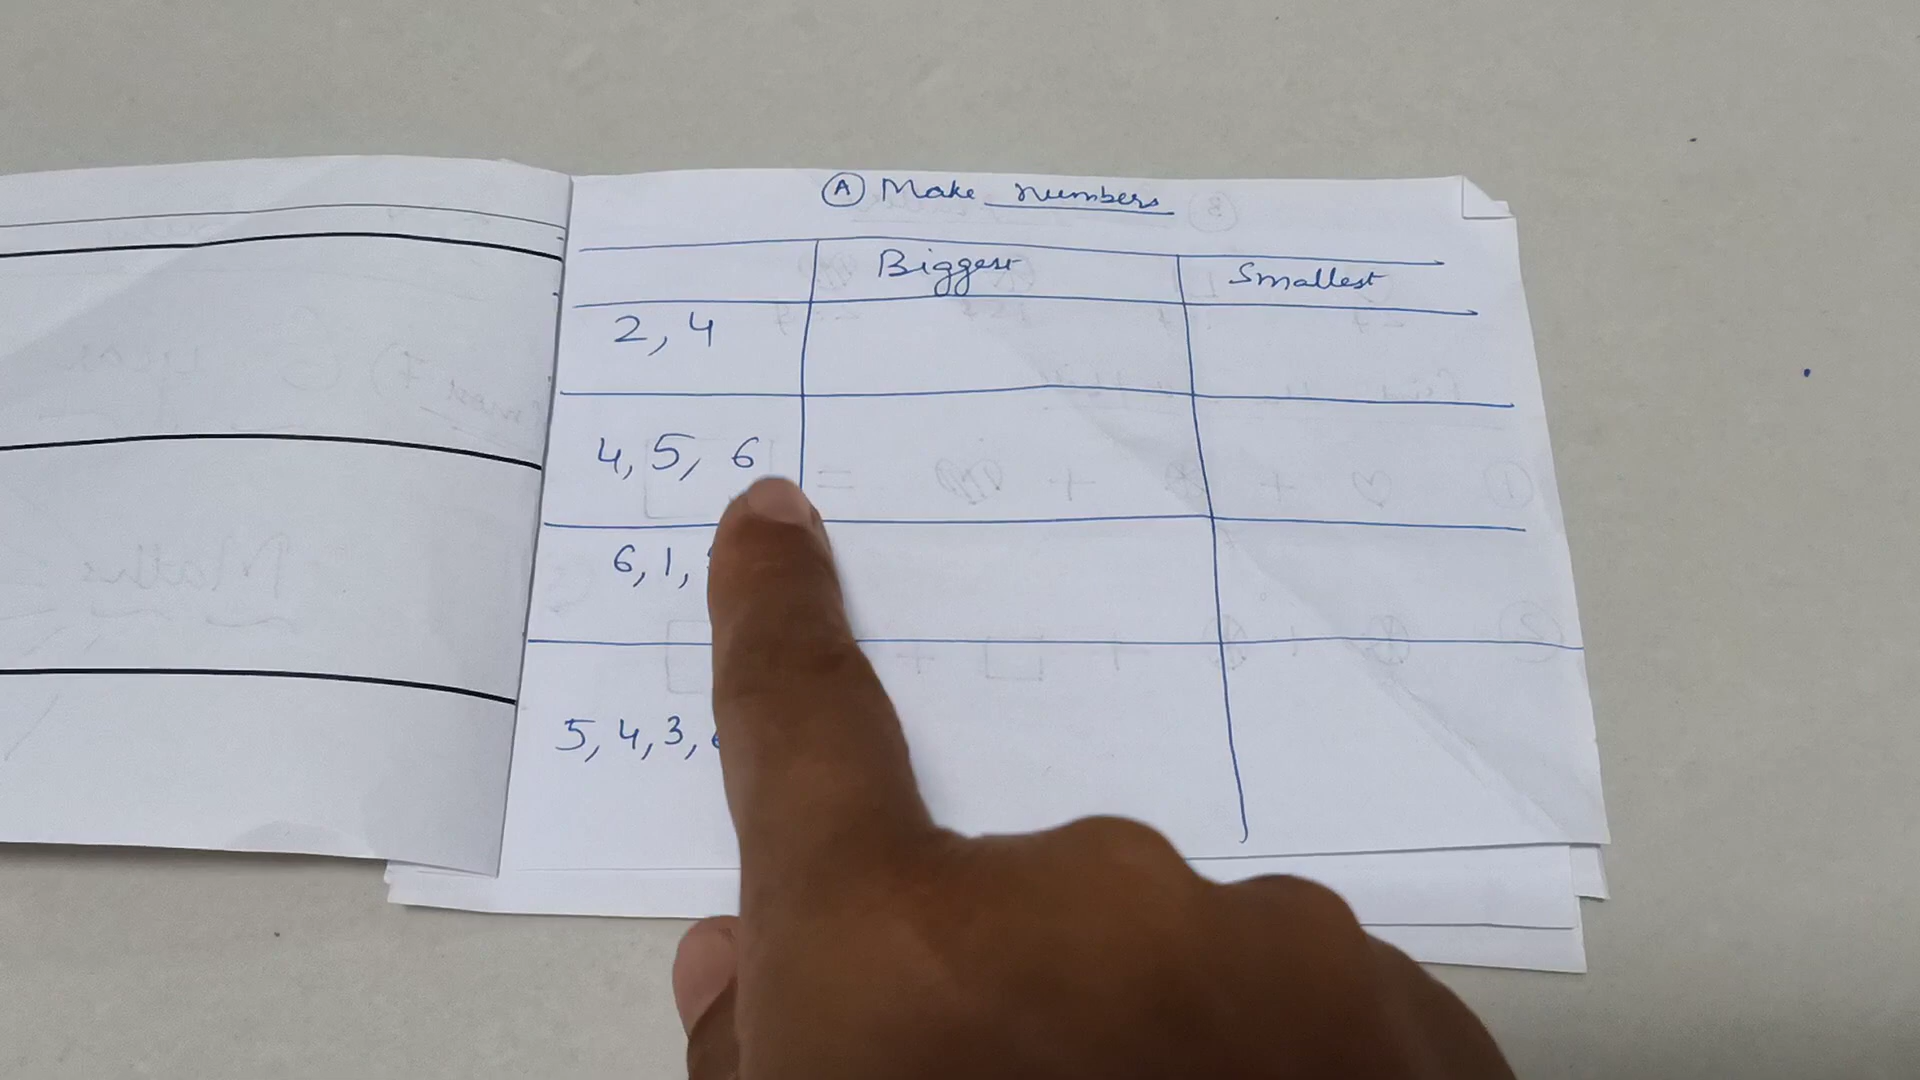 Ⓐ Make numbers
Biggest Smallest
2, 4
4, 5, 6
6, 1,
5, 4, 3,